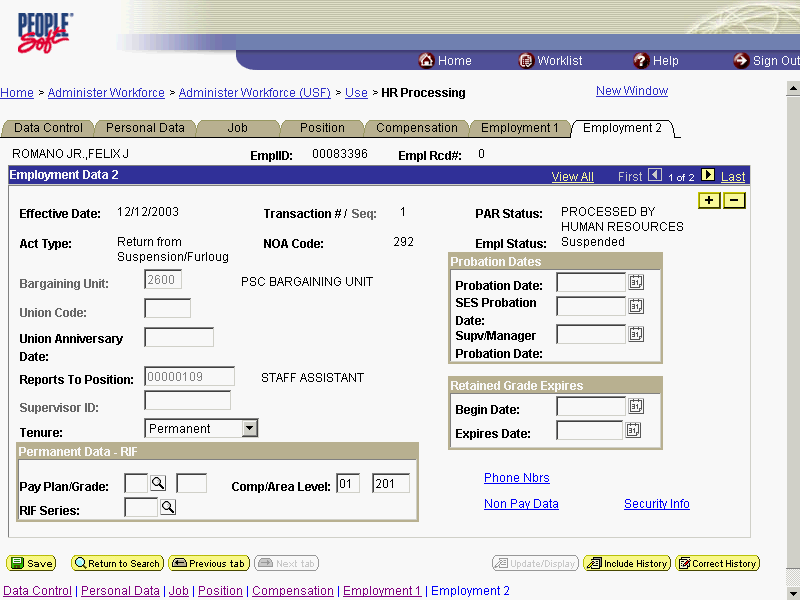 PEOPLE
Soft
Home Worklist Help Sign Out
Home > Administer Workforce > Administer Workforce (USF) > Use > HR Processing New Window
Data Control Personal Data Job Position Compensation Employment 1 Employment 2
ROMANO JR.,FELIX J EmplID: 00083396 Empl Rcd#: 0
Employment Data 2 View All First 1 of 2 Last
Effective Date: 12/12/2003 Transaction # / Seq: 1 PAR Status: PROCESSED BY
HUMAN RESOURCES
Act Type: Return from NOA Code: 292 Empl Status: Suspended
Suspension/Furloug
Probation Dates
Bargaining Unit: 2600 PSC BARGAINING UNIT Probation Date:
Union Code: SES Probation
Date:
Union Anniversary Supv/Manager
Date: Probation Date:
Reports To Position: 00000109 STAFF ASSISTANT
Retained Grade Expires
Supervisor ID: Begin Date:
Tenure: Permanent Expires Date:
Permanent Data - RIF
Pay Plan/Grade: Comp/Area Level: 01 201 Phone Nbrs
RIF Series: Non Pay Data Security Info
Save Return to Search Previous tab Next tab Update/Display Include History Correct History
Data Control | Personal Data | Job | Position | Compensation | Employment 1 | Employment 2